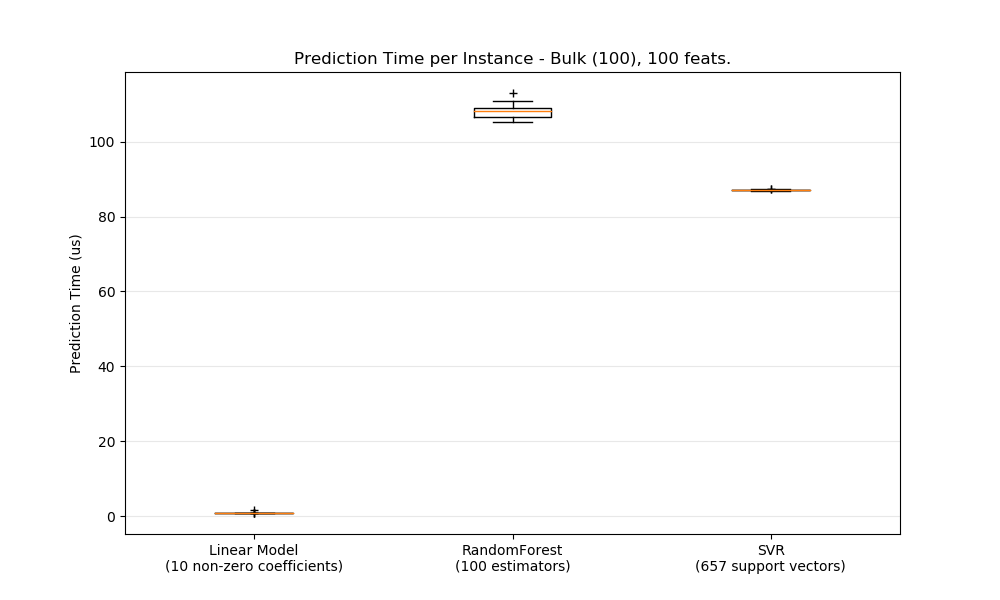 Prediction Time per Instance - Bulk (100), 100 feats.
Prediction Time (us)
100
80
60
40
20
0
Linear Model
(10 non-zero coefficients)
RandomForest
(100 estimators)
SVR
(657 support vectors)